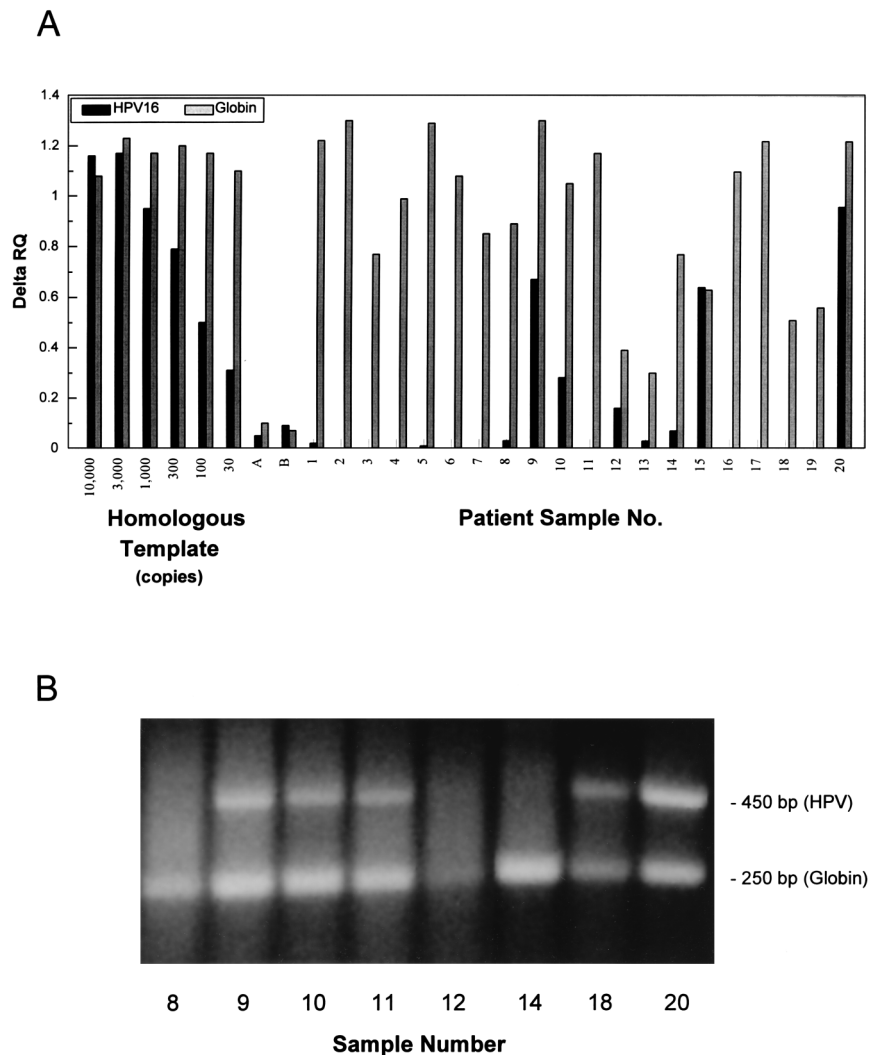 A
HPV16 Globin
1.4
1.2
1
0.8
0.6
0.4
0.2
0
Delta RQ
10,000 3,000 1,000 300 100 30 A B 1 2 3 4 5 6 7 8 9 10 11 12 13 14 15 16 17 18 19 20
Homologous
Template
(copies)
Patient Sample No.
B
- 450 bp (HPV)
- 250 bp (Globin)
8 9 10 11 12 14 18 20
Sample Number